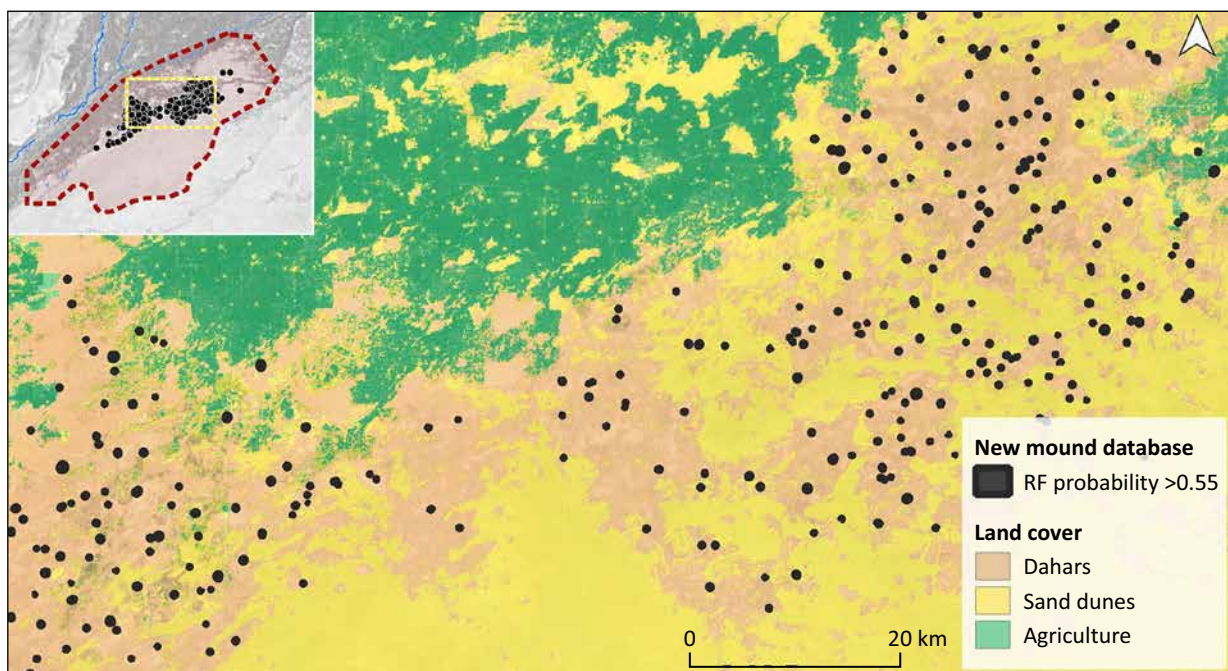 New mound database
RF probability >0.55
Land cover
Dahars
Sand dunes
Agriculture
0 20 km